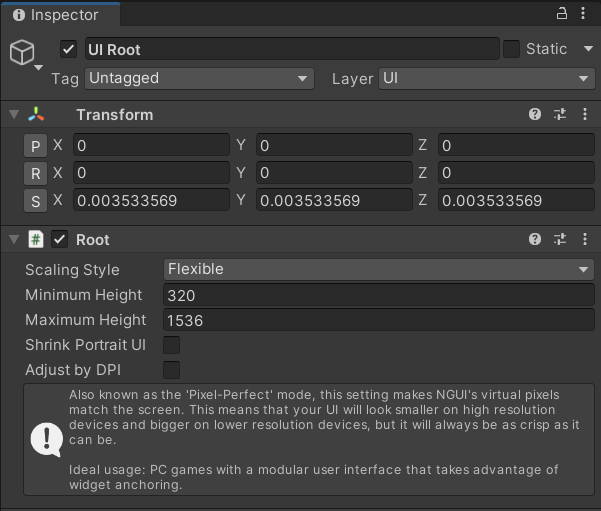 Inspector
UI Root Static
Tag Untagged Layer UI
Transform
P X 0 Y 0 Z 0
R X 0 Y 0 Z 0
S X 0.003533569 Y 0.003533569 Z 0.003533569
# Root
Scaling Style Flexible
Minimum Height 320
Maximum Height 1536
Shrink Portrait UI
Adjust by DPI
Also known as the 'Pixel-Perfect' mode, this setting makes NGUI's virtual pixels
match the screen. This means that your UI will look smaller on high resolution
devices and bigger on lower resolution devices, but it will always be as crisp as it
can be.
Ideal usage: PC games with a modular user interface that takes advantage of
widget anchoring.